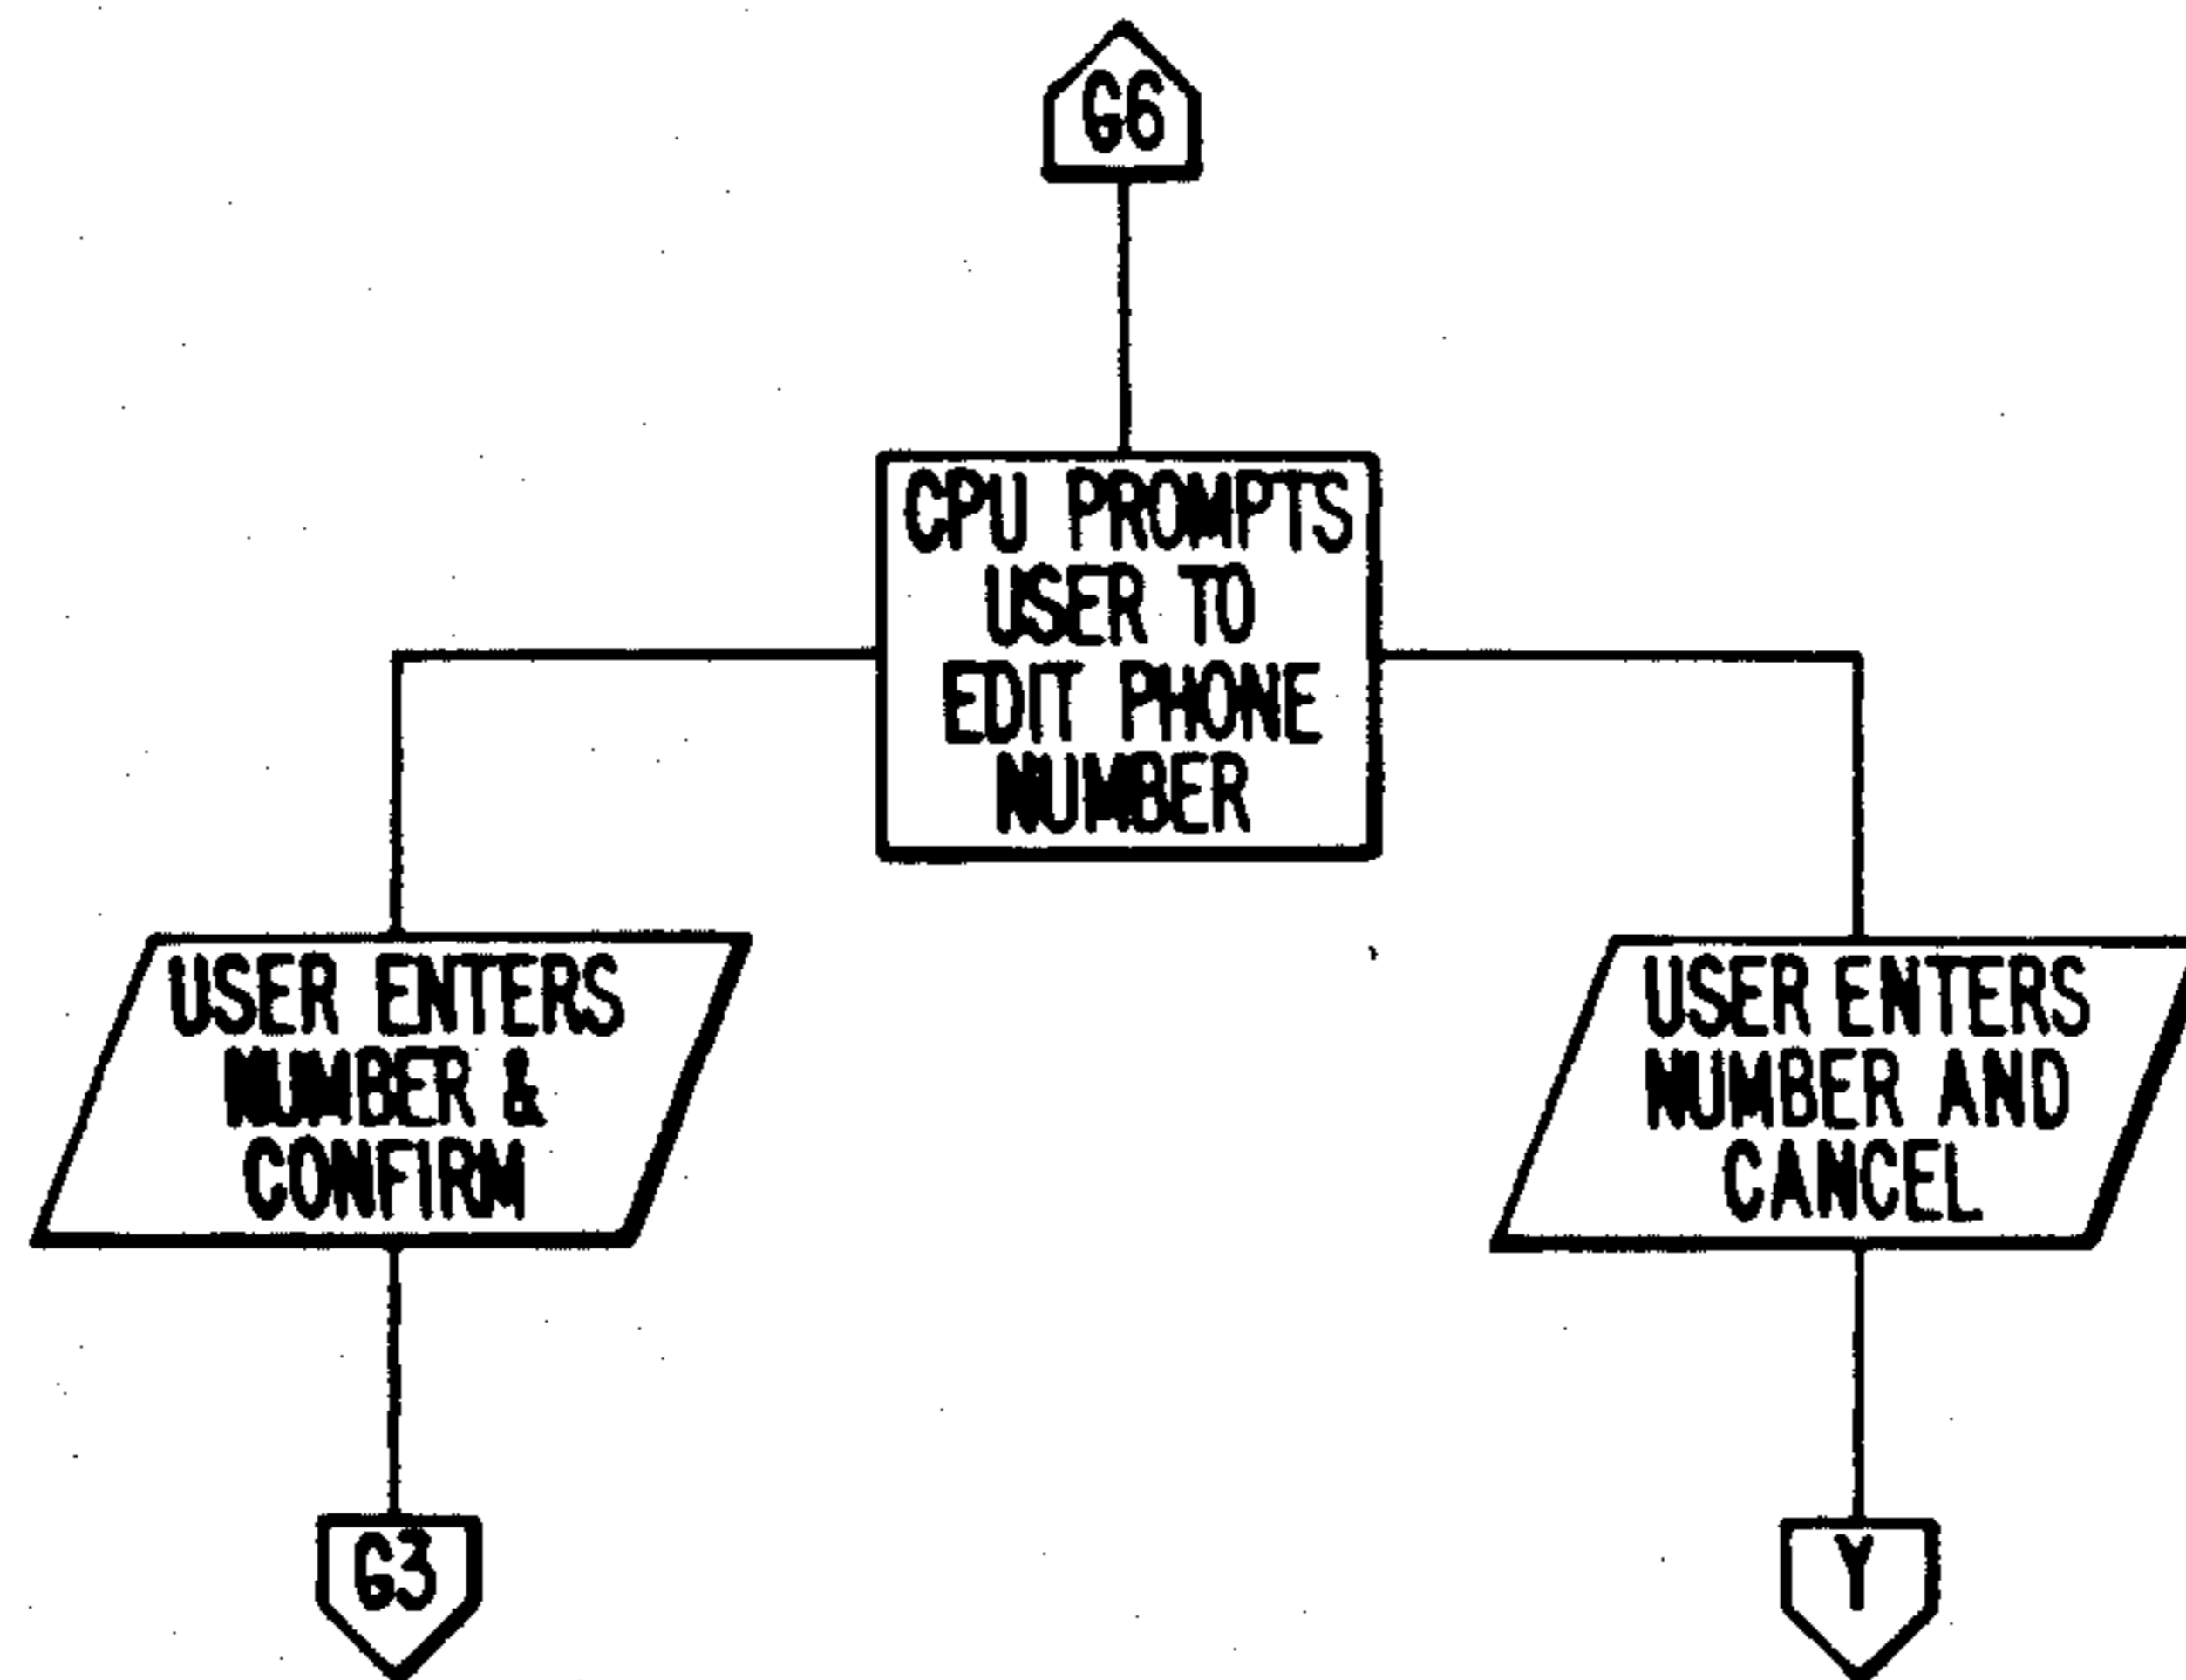 G6
CPU PROMPTS
USER TO
EDIT PHONE
NUMBER
USER ENTERS
NUMBER &
CONFIRM
USER ENTERS
NUMBER AND
CANCEL
G3
Y